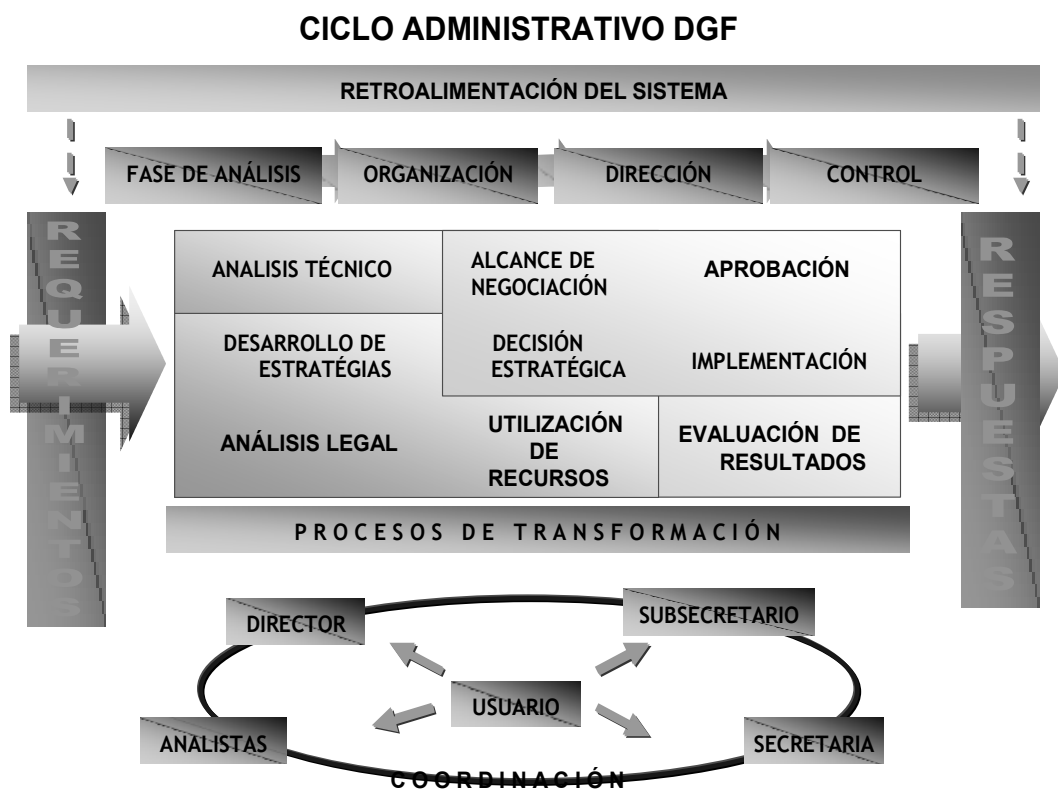 CICLO ADMINISTRATIVO DGF
RETROALIMENTACIÓN DEL SISTEMA
FASE DE ANÁLISIS
ORGANIZACIÓN
DIRECCIÓN
CONTROL
REQUERIMIENTOS
ANALISIS TÉCNICO
ALCANCE DE
NEGOCIACIÓN
APROBACIÓN
DESARROLLO DE
ESTRATÉGIAS
DECISIÓN
ESTRATÉGICA
IMPLEMENTACIÓN
ANÁLISIS LEGAL
UTILIZACIÓN
DE
RECURSOS
EVALUACIÓN DE
RESULTADOS
RESPUESTAS
PROCESOS DE TRANSFORMACIÓN
DIRECTOR
SUBSECRETARIO
USUARIO
ANALISTAS
SECRETARIA
COORDINACIÓN